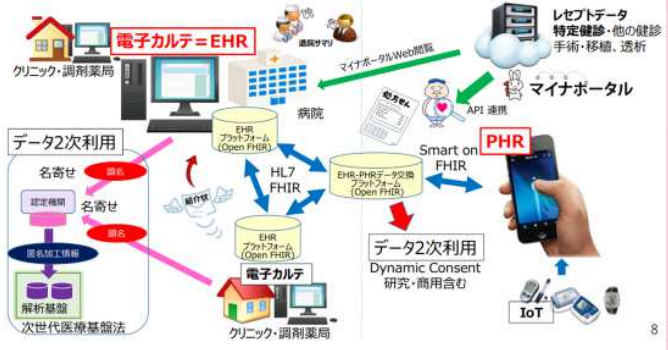 電子カルテ＝EHR
退院サマリ
クリニック・調剤薬局
病院
マイナポータルWeb閲覧
レセプトデータ
特定健診・他の健診
手術・移植、透析
マイナポータル
API 連携
処方せん
データ2次利用
名寄せ
顕名
認定機関
名寄せ
顕名
匿名加工情報
解析基盤
次世代医療基盤法
EHR
プラットフォーム
(Open FHIR)
HL7
FHIR
紹介状
EHR
プラットフォーム
(Open FHIR)
電子カルテ
クリニック・調剤薬局
EHR-PHRデータ交換
プラットフォーム
(Open FHIR)
Smart on
FHIR
PHR
データ2次利用
Dynamic Consent
研究・商用含む
IoT
8